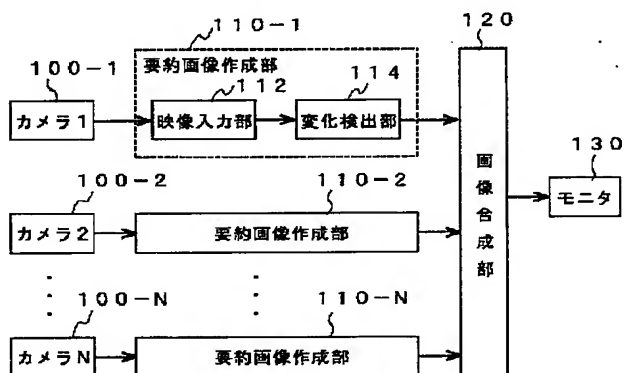 110-1
120
100-1
要約画像作成部
112
114
カメラ1
映像入力部
変化検出部
130
100-2
110-2
画像合成部
モニタ
カメラ2
要約画像作成部
100-N
110-N
カメラN
要約画像作成部